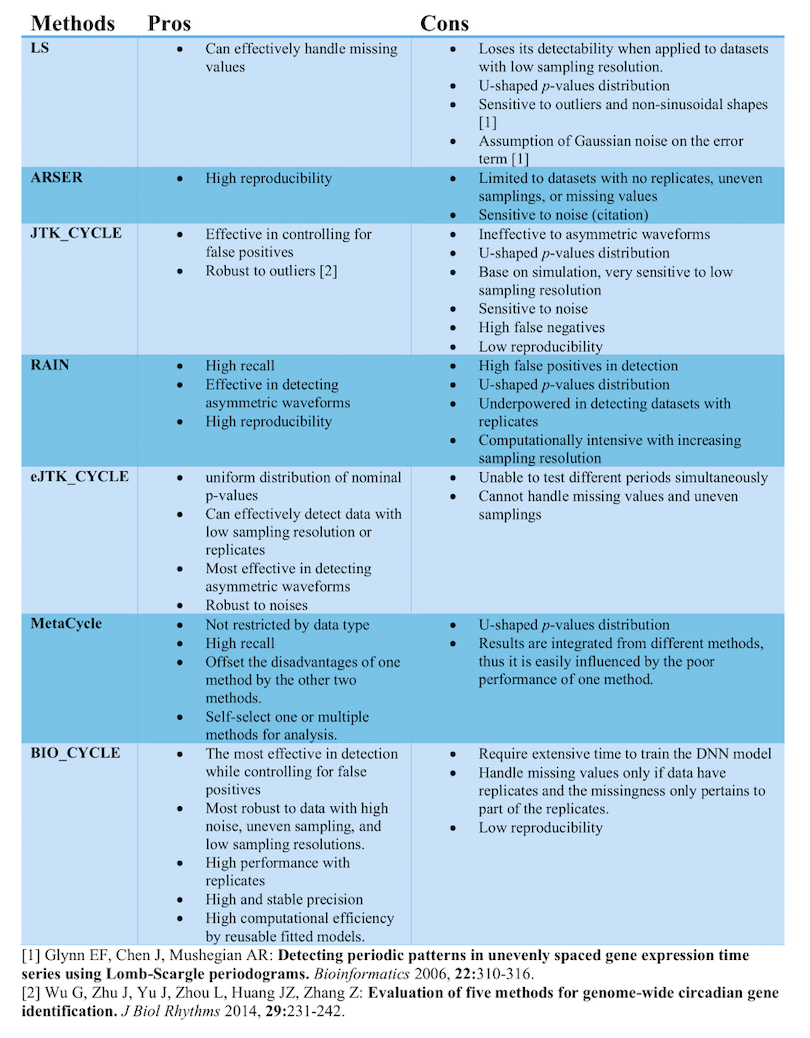 Methods Pros Cons
LS
• Can effectively handle missing
values
• Loses its detectability when applied to datasets
with low sampling resolution.
• U-shaped p-values distribution
• Sensitive to outliers and non-sinusoidal shapes
[1]
• Assumption of Gaussian noise on the error
term [1]
ARSER
• High reproducibility
• Limited to datasets with no replicates, uneven
samplings, or missing values
• Sensitive to noise (citation)
JTK_CYCLE
• Effective in controlling for
false positives
• Robust to outliers [2]
• Ineffective to asymmetric waveforms
• U-shaped p-values distribution
• Base on simulation, very sensitive to low
sampling resolution
• Sensitive to noise
• High false negatives
• Low reproducibility
RAIN
• High recall
• Effective in detecting
asymmetric waveforms
• High reproducibility
• High false positives in detection
• U-shaped p-values distribution
• Underpowered in detecting datasets with
replicates
• Computationally intensive with increasing
sampling resolution
eJTK_CYCLE
• uniform distribution of nominal
p-values
• Can effectively detect data with
low sampling resolution or
replicates
• Most effective in detecting
asymmetric waveforms
• Robust to noises
• Unable to test different periods simultaneously
• Cannot handle missing values and uneven
samplings
MetaCycle
• Not restricted by data type
• High recall
• Offset the disadvantages of one
method by the other two
methods.
• Self-select one or multiple
methods for analysis.
• U-shaped p-values distribution
• Results are integrated from different methods,
thus it is easily influenced by the poor
performance of one method.
BIO_CYCLE
• The most effective in detection
while controlling for false
positives
• Most robust to data with high
noise, uneven sampling, and
low sampling resolutions.
• High performance with
replicates
• High and stable precision
• High computational efficiency
by reusable fitted models.
• Require extensive time to train the DNN model
• Handle missing values only if data have
replicates and the missingness only pertains to
part of the replicates.
• Low reproducibility
[1] Glynn EF, Chen J, Mushegian AR: Detecting periodic patterns in unevenly spaced gene expression time
series using Lomb-Scargle periodograms. Bioinformatics 2006, 22:310-316.
[2] Wu G, Zhu J, Yu J, Zhou L, Huang JZ, Zhang Z: Evaluation of five methods for genome-wide circadian gene
identification. J Biol Rhythms 2014, 29:231-242.